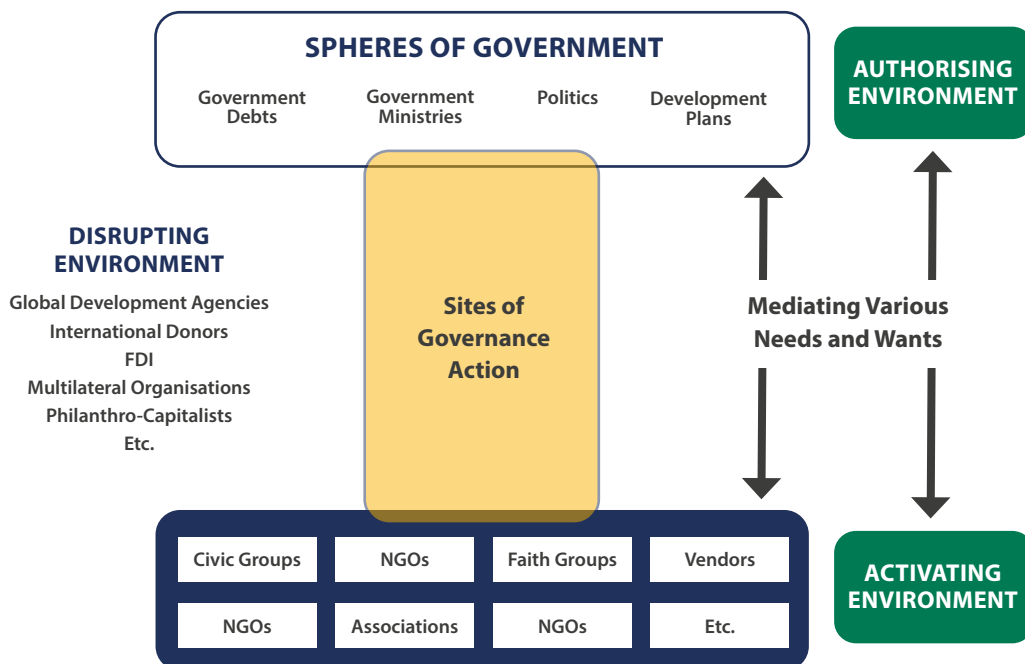 SPHERES OF GOVERNMENT
Government
Debts
Government
Ministries
Politics
Development
Plans
AUTHORISING
ENVIRONMENT
DISRUPTING
ENVIRONMENT
Global Development Agencies
International Donors
FDI
Multilateral Organisations
Philanthro-Capitalists
Etc.
Sites of
Governance
Action
Mediating Various
Needs and Wants
Civic Groups
NGOs
Faith Groups
Vendors
NGOs
Associations
NGOs
Etc.
ACTIVATING
ENVIRONMENT